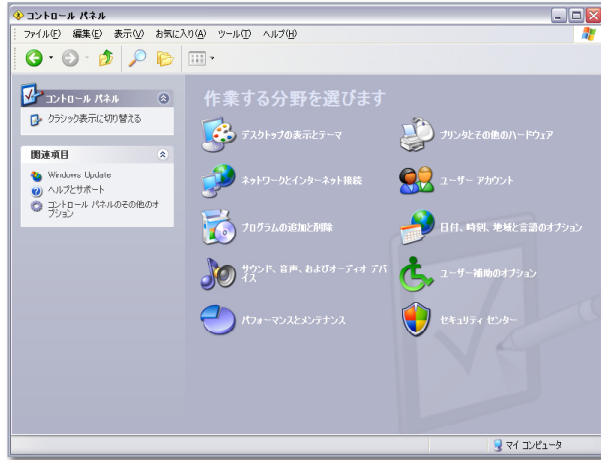 コントロール パネル
ファイル(F) 編集(E) 表示(V) お気に入り(A) ツール(T) ヘルプ(H)
コントロール パネル
クラシック表示に切り替える
関連項目
Windows Update
ヘルプとサポート
コントロール パネルのその他のオ
プション
作業する分野を選びます
デスクトップの表示とテーマ
プリンタとその他のハードウェア
ネットワークとインターネット接続
ユーザー アカウント
プログラムの追加と削除
日付、時刻、地域と言語のオプション
サウンド、音声、およびオーディオ デバ
イス
ユーザー補助のオプション
パフォーマンスとメンテナンス
セキュリティ センター
マイ コンピュータ